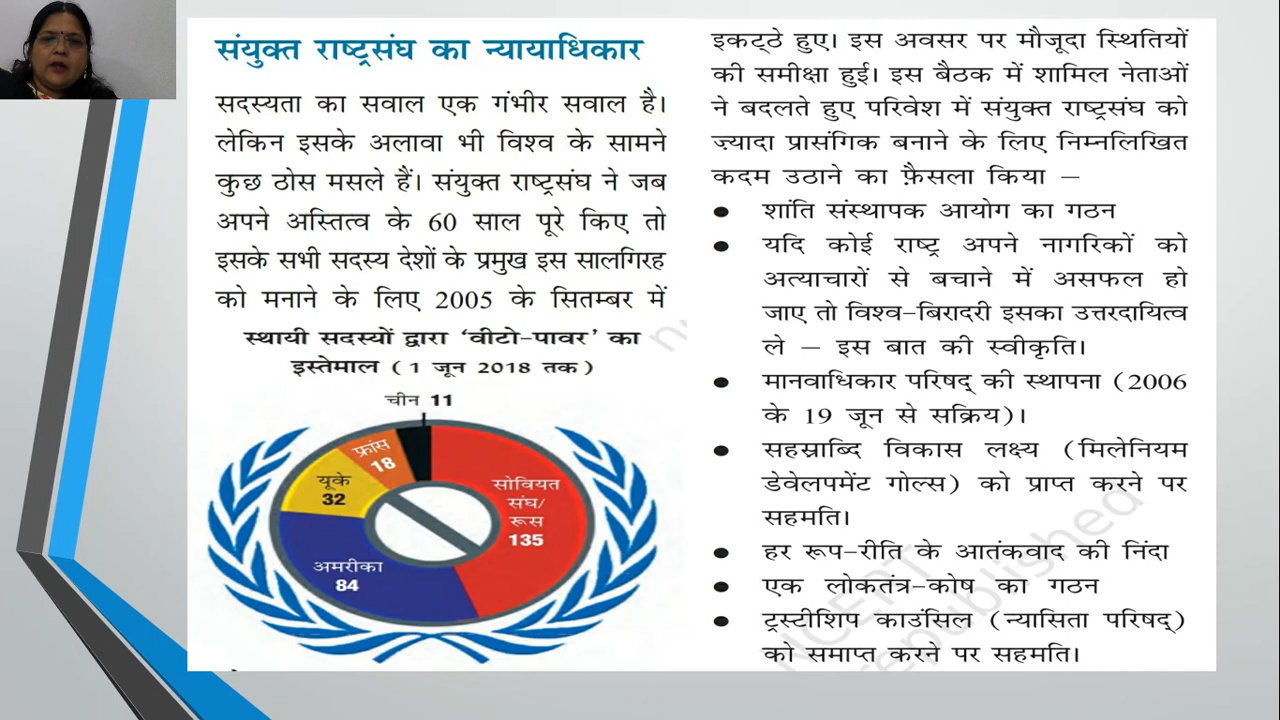 संयुक्त राष्ट्रसंघ का न्यायाधिकार
सदस्यता का सवाल एक गंभीर सवाल है।
लेकिन इसके अलावा भी विश्व के सामने
कुछ ठोस मसले हैं। संयुक्त राष्ट्रसंघ ने जब
अपने अस्तित्व के 60 साल पूरे किए तो
इसके सभी सदस्य देशों के प्रमुख इस सालगिरह
को मनाने के लिए 2005 के सितम्बर में
स्थायी सदस्यों द्वारा ‘वीटो-पावर’ का
इस्तेमाल ( 1 जून 2018 तक )
चीन 11
फ्रांस
18
यूके
32
सोवियत
संघ/
रूस
135
अमरीका
84
इकट्ठे हुए। इस अवसर पर मौजूदा स्थितियों
की समीक्षा हुई। इस बैठक में शामिल नेताओं
ने बदलते हुए परिवेश में संयुक्त राष्ट्रसंघ को
ज्यादा प्रासंगिक बनाने के लिए निम्नलिखित
कदम उठाने का फ़ैसला किया –
● शांति संस्थापक आयोग का गठन
● यदि कोई राष्ट्र अपने नागरिकों को
अत्याचारों से बचाने में असफल हो
जाए तो विश्व-बिरादरी इसका उत्तरदायित्व
ले – इस बात की स्वीकृति।
● मानवाधिकार परिषद् की स्थापना (2006
के 19 जून से सक्रिय)।
● सहस्राब्दि विकास लक्ष्य (मिलेनियम
डेवेलपमेंट गोल्स) को प्राप्त करने पर
सहमति।
● हर रूप-रीति के आतंकवाद की निंदा
● एक लोकतंत्र-कोष का गठन
● ट्रस्टीशिप काउंसिल (न्यासिता परिषद्)
को समाप्त करने पर सहमति।
NCERT
republished